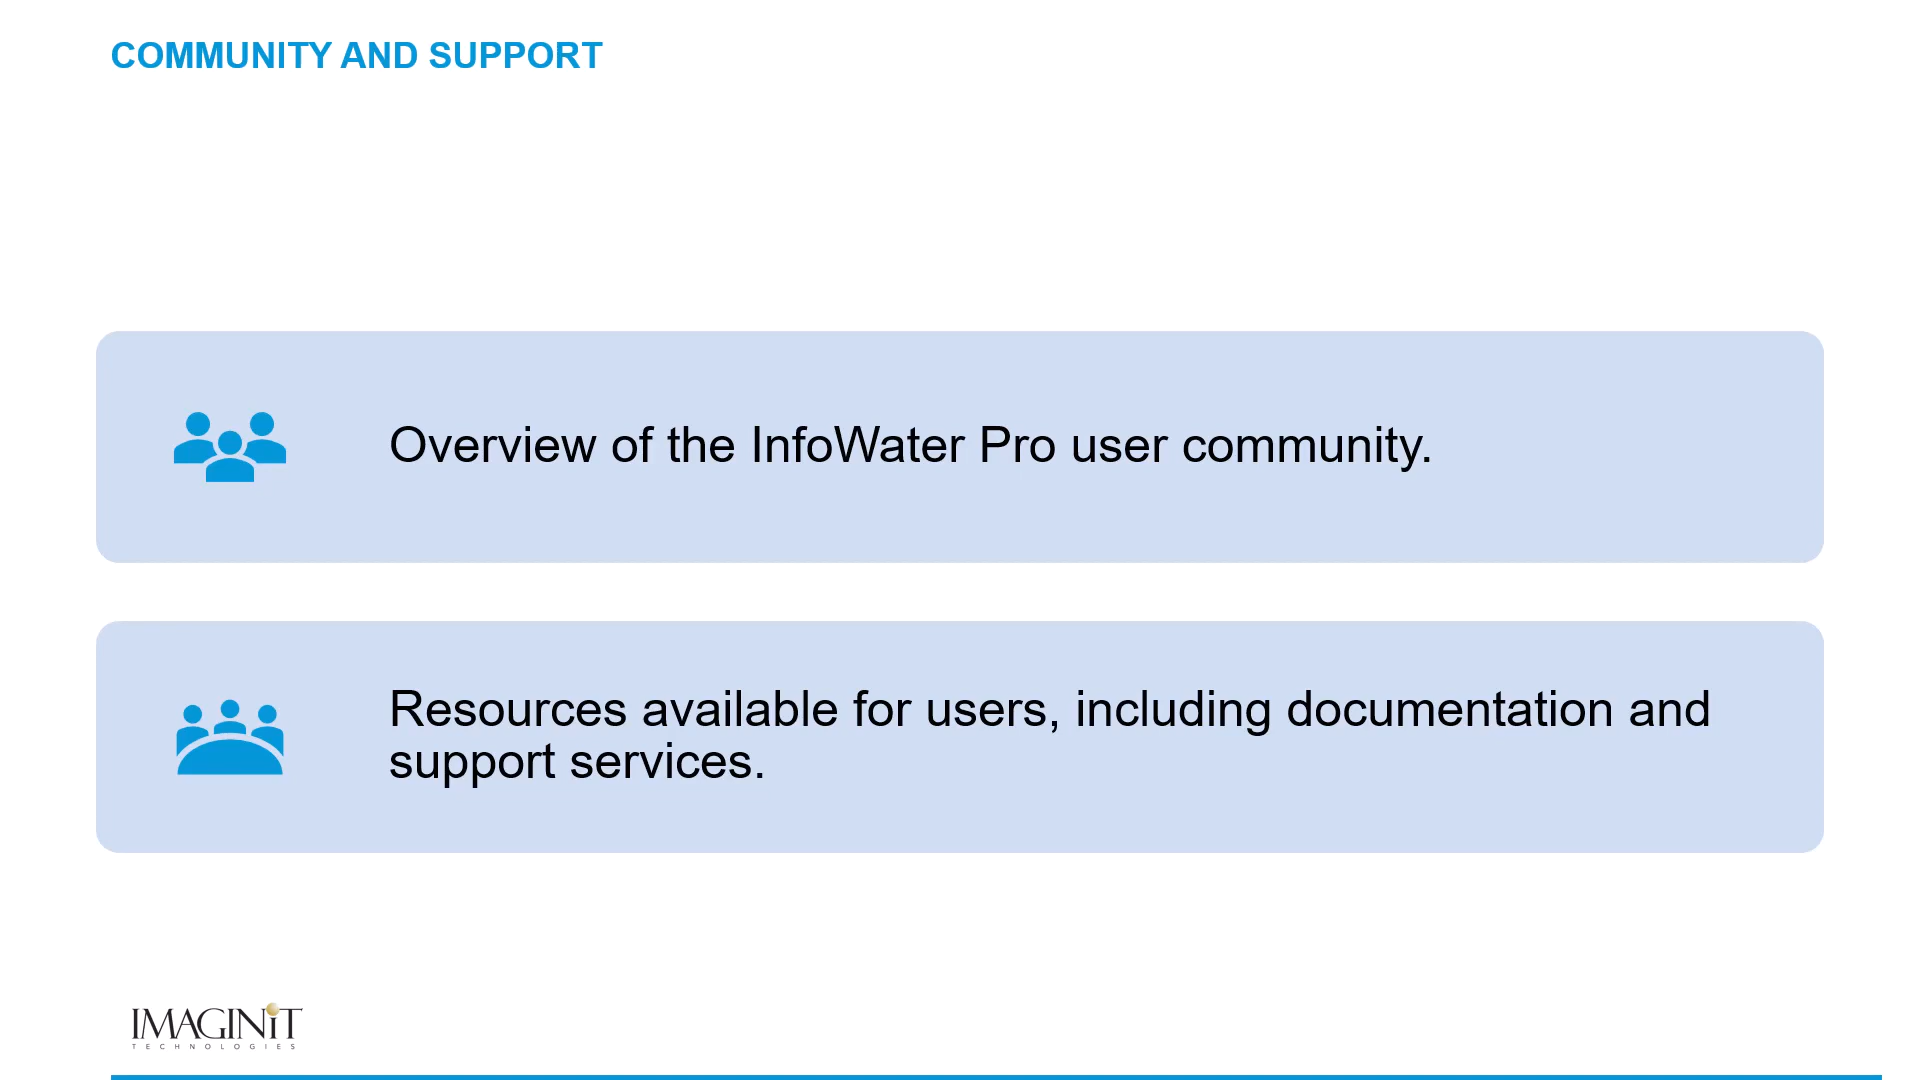 COMMUNITY AND SUPPORT
Overview of the InfoWater Pro user community.
Resources available for users, including documentation and
support services.
IMAGINiT
TECHNOLOGIES